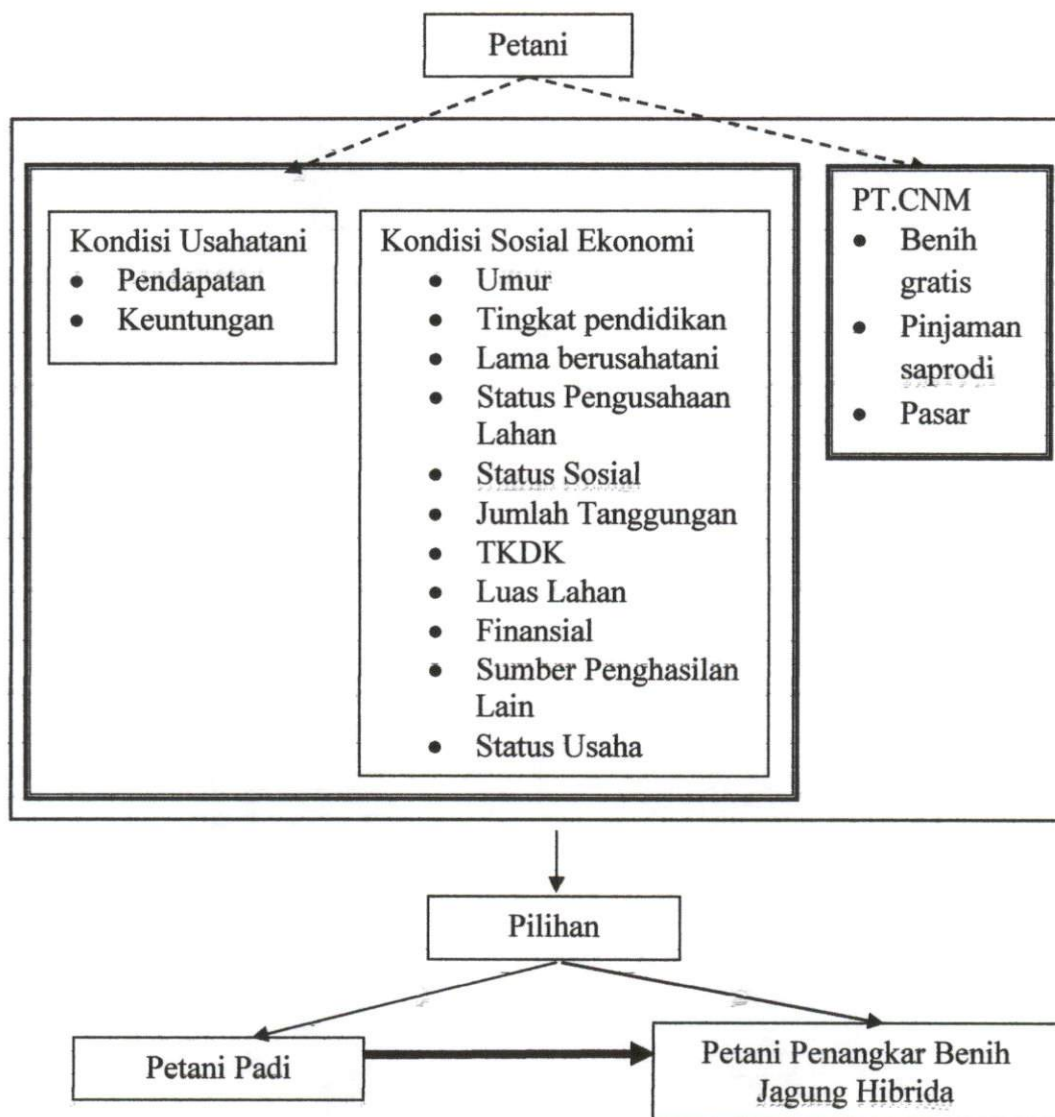 Petani
Kondisi Usahatani
• Pendapatan
• Keuntungan
Kondisi Sosial Ekonomi
• Umur
• Tingkat pendidikan
• Lama berusahatani
• Status Pengusahaan
Lahan
• Status Sosial
• Jumlah Tanggungan
• TKDK
• Luas Lahan
• Finansial
• Sumber Penghasilan
Lain
• Status Usaha
PT.CNM
• Benih
gratis
• Pinjaman
saprodi
• Pasar
Pilihan
Petani Padi
Petani Penangkar Benih
Jagung Hibrida